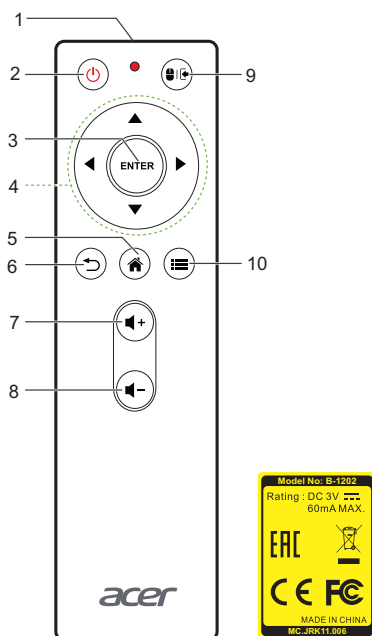 1
2
9
3
ENTER
4
5
6
10
7
+
8
-
acer
Model No: B-1202
Rating : DC 3V
60mA MAX.
EAC
CE FC
MADE IN CHINA
MC.JRK11.006